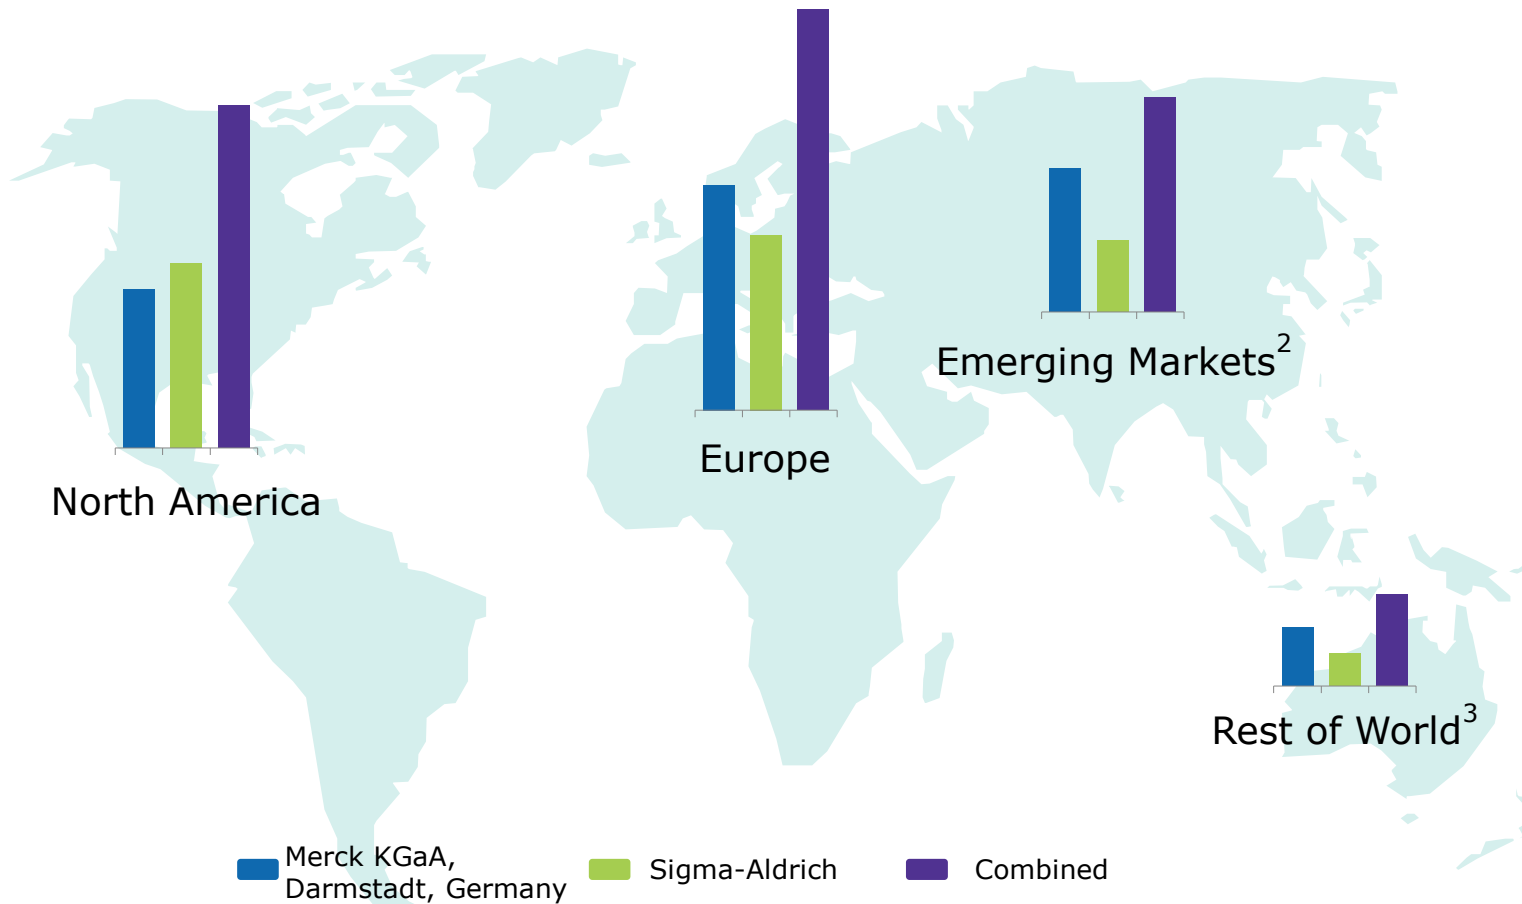 Emerging Markets²
Europe
North America
Rest of World³
Merck KGaA,
Darmstadt, Germany
Sigma-Aldrich
Combined